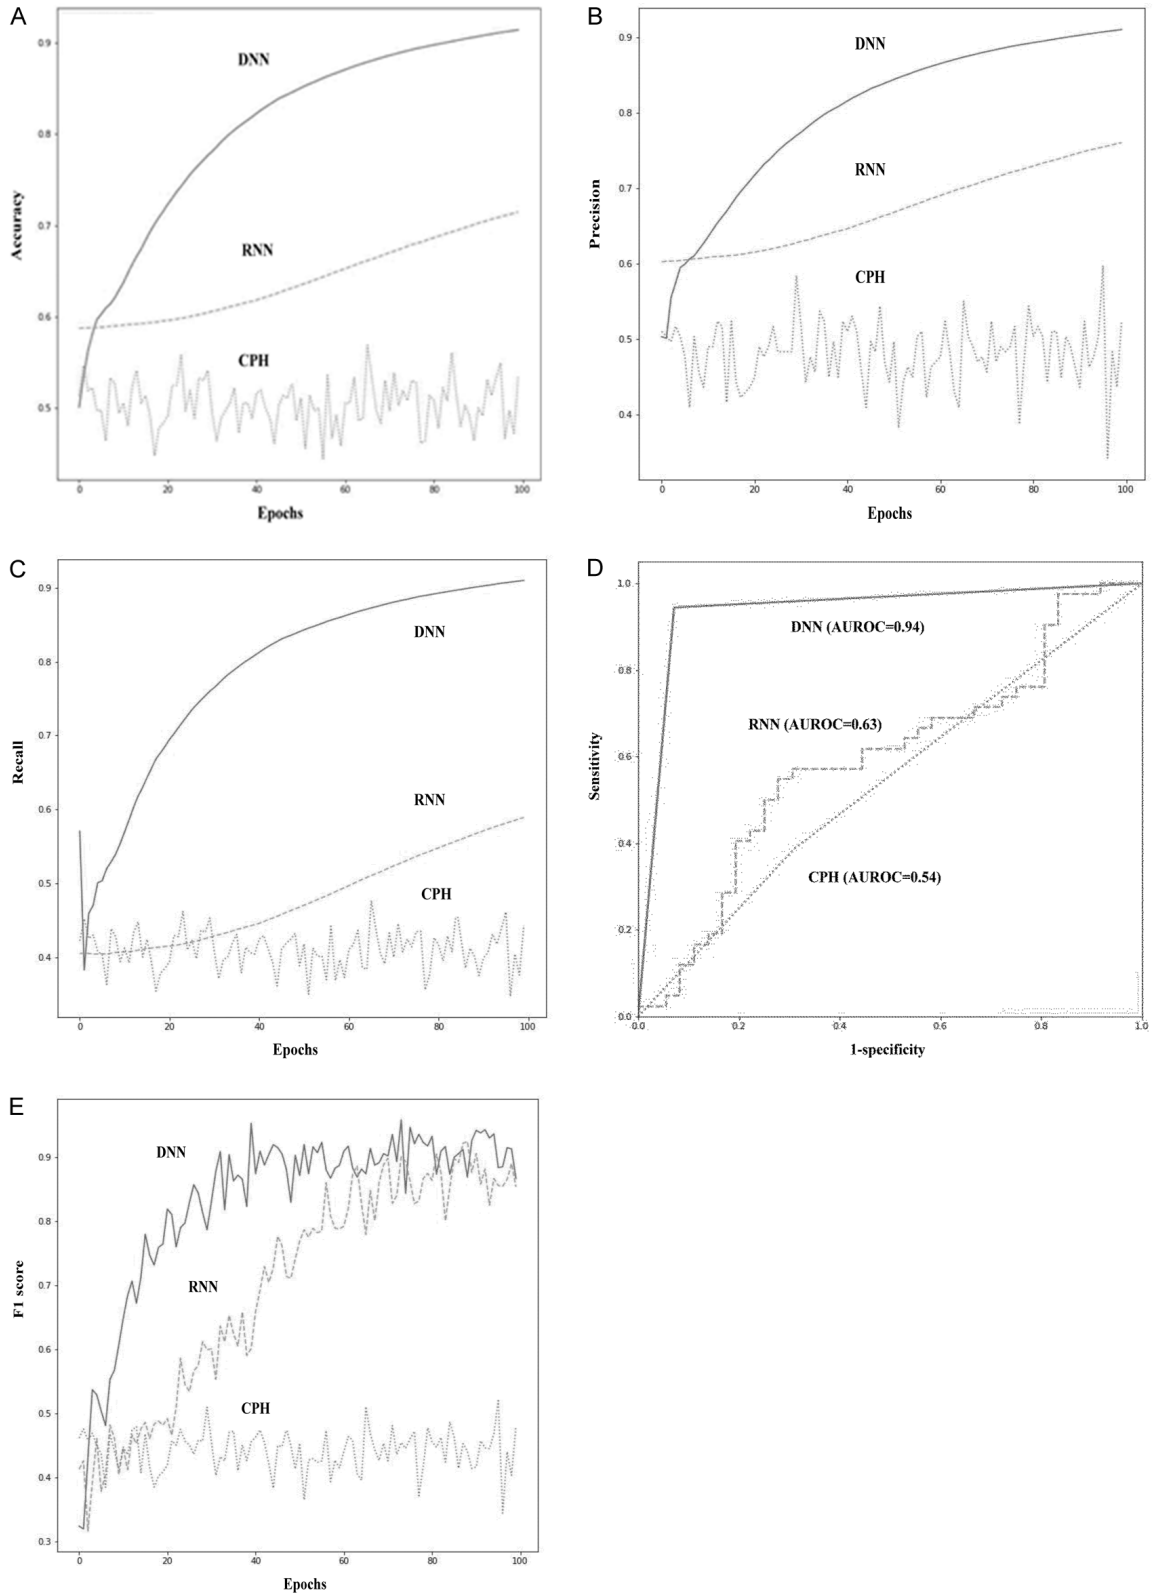 A
0.9
0.8
0.7
0.6
0.5
Accuracy
DNN
RNN
CPH
0
20
40
60
80
100
Epochs
B
0.9
0.8
0.7
0.6
0.5
0.4
Precision
DNN
RNN
CPH
0
20
40
60
80
100
Epochs
C
0.9
0.8
0.7
0.6
0.5
0.4
Recall
DNN
RNN
CPH
0
20
40
60
80
100
Epochs
D
1.0
0.8
0.6
0.4
0.2
0.0
Sensitivity
DNN (AUROC=0.94)
RNN (AUROC=0.63)
CPH (AUROC=0.54)
0.0
0.2
0.4
0.6
0.8
1.0
1-specificity
E
0.9
0.8
0.7
0.6
0.5
0.4
0.3
F1 score
DNN
RNN
CPH
0
20
40
60
80
100
Epochs